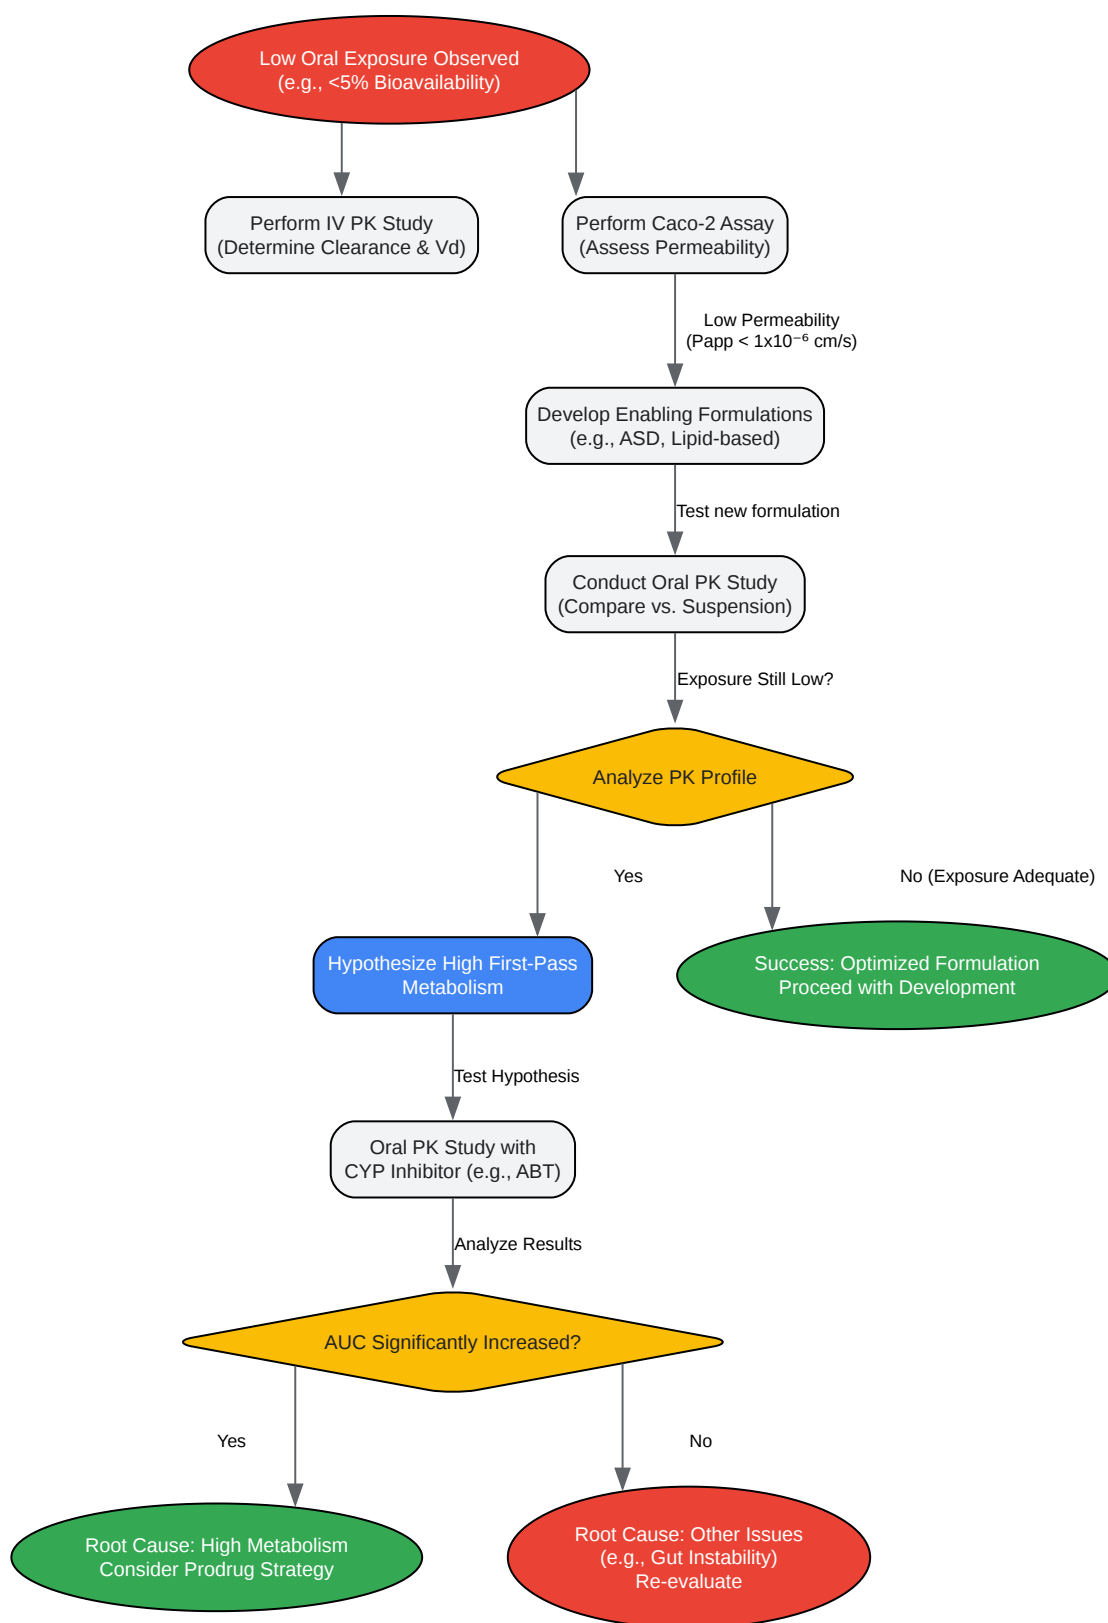 Low Oral Exposure Observed
(e.g., <5% Bioavailability)
Perform IV PK Study
(Determine Clearance & Vd)
Perform Caco-2 Assay
(Assess Permeability)
Low Permeability
(Papp < 1x10⁻⁶ cm/s)
Develop Enabling Formulations
(e.g., ASD, Lipid-based)
Test new formulation
Conduct Oral PK Study
(Compare vs. Suspension)
Exposure Still Low?
Analyze PK Profile
Yes
No (Exposure Adequate)
Hypothesize High First-Pass
Metabolism
Success: Optimized Formulation
Proceed with Development
Test Hypothesis
Oral PK Study with
CYP Inhibitor (e.g., ABT)
Analyze Results
AUC Significantly Increased?
Yes
No
Root Cause: High Metabolism
Consider Prodrug Strategy
Root Cause: Other Issues
(e.g., Gut Instability)
Re-evaluate